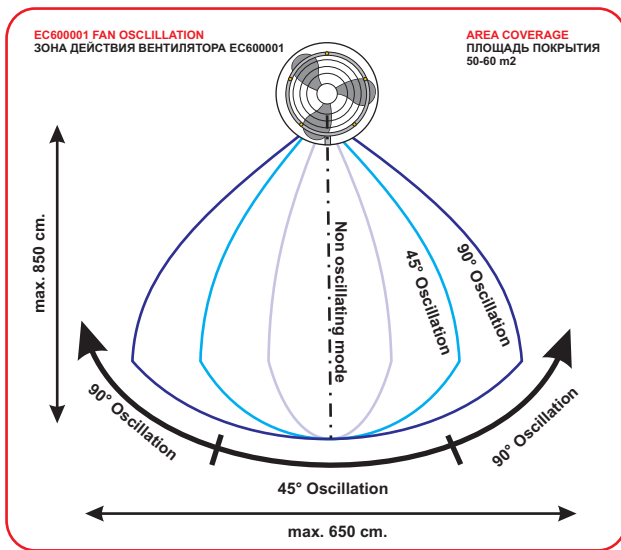 EC600001 FAN OSCLILLATION
ЗОНА ДЕЙСТВИЯ ВЕНТИЛЯТОРА EC600001
AREA COVERAGE
ПЛОЩАДЬ ПОКРЫТИЯ
50-60 m2
max. 850 cm.
Non oscillating mode
45° Oscillation
90° Oscillation
90° Oscillation
45° Oscillation
90° Oscillation
max. 650 cm.